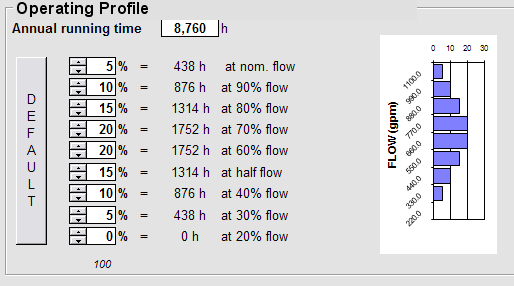 Operating Profile
Annual running time 8,760 h
5 % = 438 h at nom. flow
10 % = 876 h at 90% flow
15 % = 1314 h at 80% flow
20 % = 1752 h at 70% flow
20 % = 1752 h at 60% flow
15 % = 1314 h at half flow
10 % = 876 h at 40% flow
5 % = 438 h at 30% flow
0 % = 0 h at 20% flow
100
DEFAULT
0 10 20 30
FLOW(gpm)
1100.0
990.0
880.0
770.0
660.0
550.0
440.0
330.0
220.0